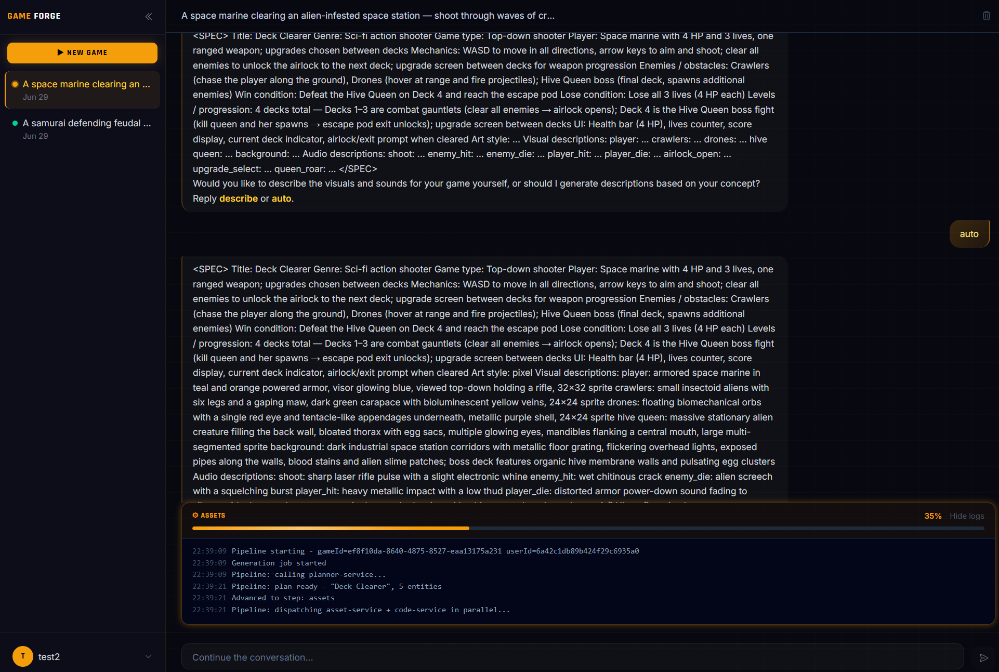 GAME FORGE
▶ NEW GAME
A space marine clearing an ...
Jun 29
A samurai defending feudal ...
Jun 29
T test2
A space marine clearing an alien-infested space station — shoot through waves of cr...
<SPEC> Title: Deck Clearer Genre: Sci-fi action shooter Game type: Top-down shooter Player: Space marine with 4 HP and 3 lives, one
ranged weapon; upgrades chosen between decks Mechanics: WASD to move in all directions, arrow keys to aim and shoot; clear all
enemies to unlock the airlock to the next deck; upgrade screen between decks for weapon progression Enemies / obstacles: Crawlers
(chase the player along the ground), Drones (hover at range and fire projectiles); Hive Queen boss (final deck, spawns additional
enemies) Win condition: Defeat the Hive Queen on Deck 4 and reach the escape pod Lose condition: Lose all 3 lives (4 HP each) Levels
/ progression: 4 decks total — Decks 1–3 are combat gauntlets (clear all enemies → airlock opens); Deck 4 is the Hive Queen boss fight
(kill queen and her spawns → escape pod exit unlocks); upgrade screen between decks UI: Health bar (4 HP), lives counter, score
display, current deck indicator, airlock/exit prompt when cleared Art style: ... Visual descriptions: player: ... crawlers: ... drones: ... hive
queen: ... background: ... Audio descriptions: shoot: ... enemy_hit: ... enemy_die: ... player_hit: ... player_die: ... airlock_open: ...
upgrade_select: ... queen_roar: ... </SPEC>
Would you like to describe the visuals and sounds for your game yourself, or should I generate descriptions based on your concept?
Reply describe or auto.
auto
<SPEC> Title: Deck Clearer Genre: Sci-fi action shooter Game type: Top-down shooter Player: Space marine with 4 HP and 3 lives, one
ranged weapon; upgrades chosen between decks Mechanics: WASD to move in all directions, arrow keys to aim and shoot; clear all
enemies to unlock the airlock to the next deck; upgrade screen between decks for weapon progression Enemies / obstacles: Crawlers
(chase the player along the ground), Drones (hover at range and fire projectiles); Hive Queen boss (final deck, spawns additional
enemies) Win condition: Defeat the Hive Queen on Deck 4 and reach the escape pod Lose condition: Lose all 3 lives (4 HP each) Levels
/ progression: 4 decks total — Decks 1–3 are combat gauntlets (clear all enemies → airlock opens); Deck 4 is the Hive Queen boss fight
(kill queen and her spawns → escape pod exit unlocks); upgrade screen between decks UI: Health bar (4 HP), lives counter, score
display, current deck indicator, airlock/exit prompt when cleared Art style: pixel Visual descriptions: player: armored space marine in
teal and orange powered armor, visor glowing blue, viewed top-down holding a rifle, 32×32 sprite crawlers: small insectoid aliens with
six legs and a gaping maw, dark green carapace with bioluminescent yellow veins, 24×24 sprite drones: floating biomechanical orbs
with a single red eye and tentacle-like appendages underneath, metallic purple shell, 24×24 sprite hive queen: massive stationary alien
creature filling the back wall, bloated thorax with egg sacs, multiple glowing eyes, mandibles flanking a central mouth, large multi-
segmented sprite background: dark industrial space station corridors with metallic floor grating, flickering overhead lights, exposed
pipes along the walls, blood stains and alien slime patches; boss deck features organic hive membrane walls and pulsating egg clusters
Audio descriptions: shoot: sharp laser rifle pulse with a slight electronic whine enemy_hit: wet chitinous crack enemy_die: alien screech
with a squelching burst player_hit: heavy metallic impact with a low thud player_die: distorted armor power-down sound fading to
⚙ ASSETS
35% Hide logs
22:39:09 Pipeline starting - gameId=ef8f10da-8640-4875-8527-eaa13175a231 userId=6a42c1db89b424f29c6935a0
22:39:09 Generation job started
22:39:09 Pipeline: calling planner-service...
22:39:21 Pipeline: plan ready - "Deck Clearer", 5 entities
22:39:21 Advanced to step: assets
22:39:21 Pipeline: dispatching asset-service + code-service in parallel...
Continue the conversation...